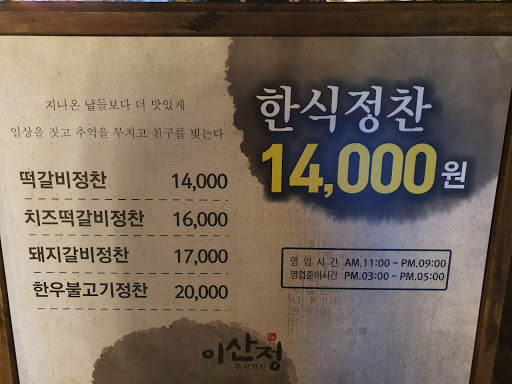 지나온 날들보다 더 맛있게
일상을 짓고 추억을 무치고 친구를 빚는다
떡갈비정찬 14,000
치즈떡갈비정찬 16,000
돼지갈비정찬 17,000
한우불고기정찬 20,000
한식정찬
14,000원
영업시간 AM.11:00 ~ PM.09:00
영업준비시간 PM.03:00 ~ PM.05:00
이산정
한식정찬